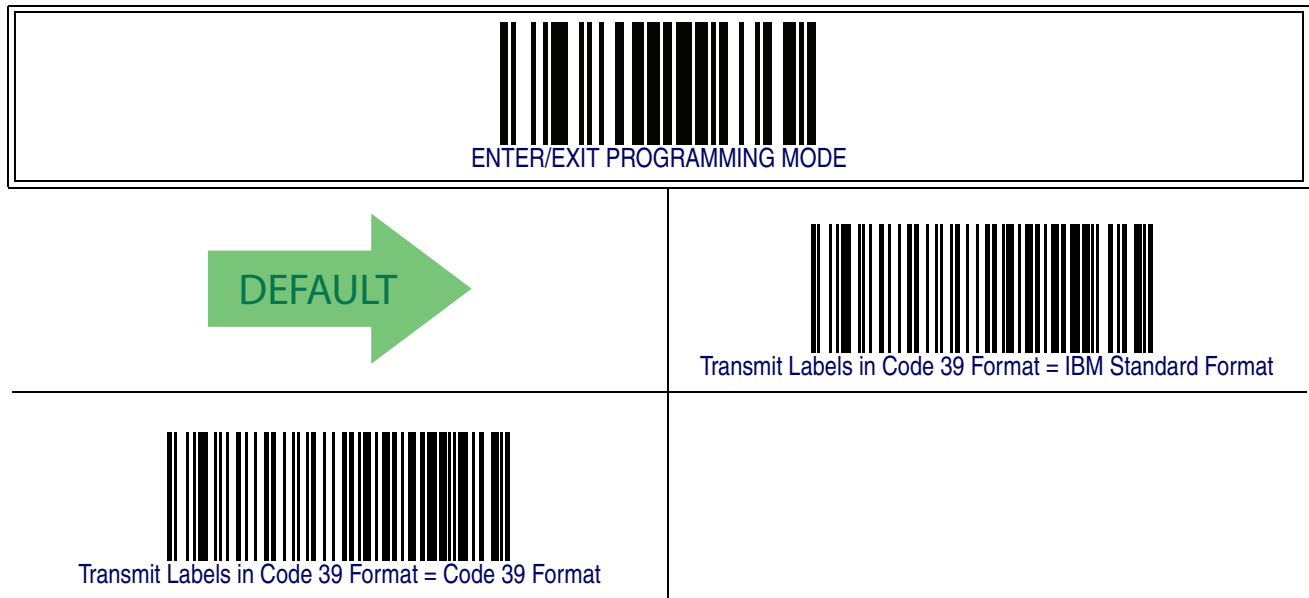 ENTER/EXIT PROGRAMMING MODE
DEFAULT
Transmit Labels in Code 39 Format = IBM Standard Format
Transmit Labels in Code 39 Format = Code 39 Format